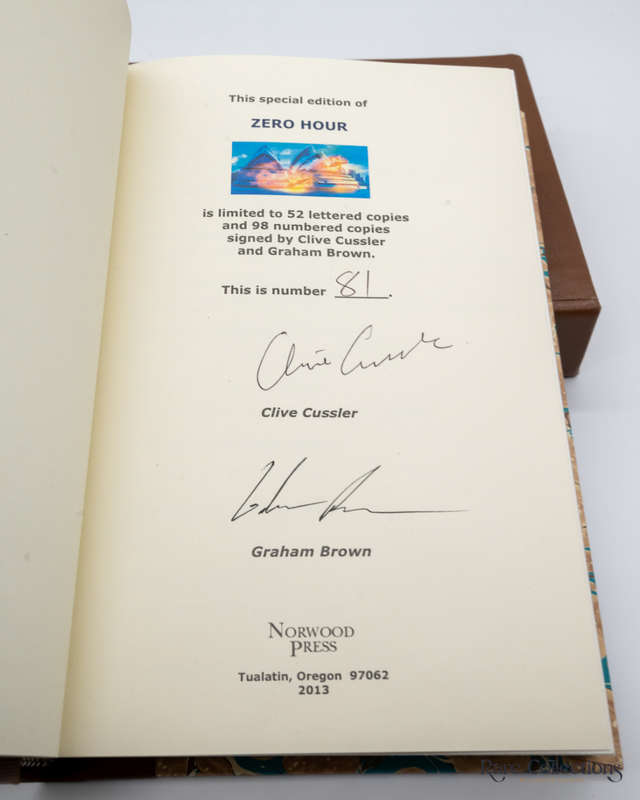 This special edition of
ZERO HOUR
is limited to 52 lettered copies
and 98 numbered copies
signed by Clive Cussler
and Graham Brown.
This is number 81.
Clive Cussler
Clive Cussler
Graham Brown
NORWOOD
PRESS
Tualatin, Oregon 97062
2013
Rare Collections